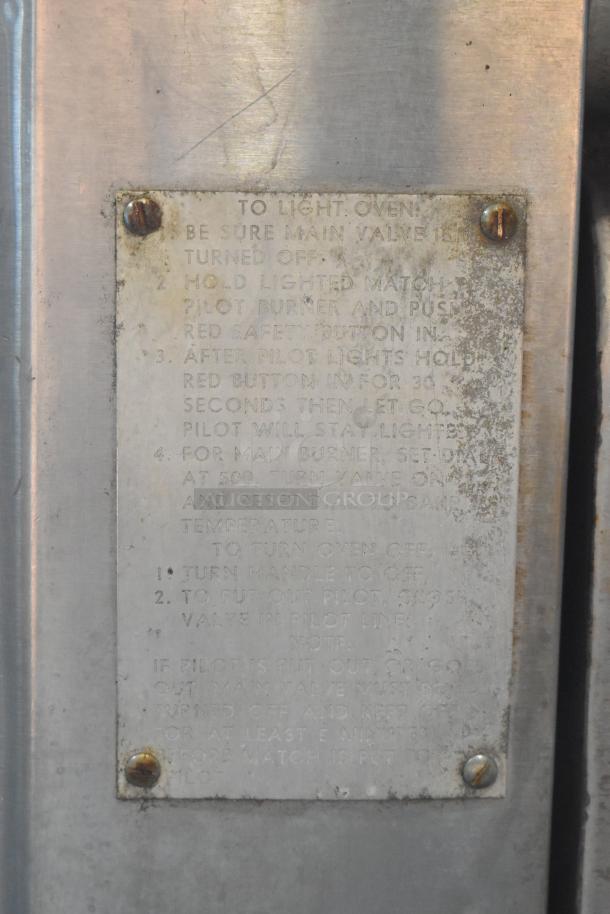 TO LIGHT OVEN:
1. BE SURE MAIN VALVE IS
TURNED OFF.
2. HOLD LIGHTED MATCH
PILOT BURNER AND PUSH
RED SAFETY BUTTON IN.
3. AFTER PILOT LIGHTS HOLD
RED BUTTON IN FOR 30
SECONDS THEN LET GO.
PILOT WILL STAY LIGHTED
4. FOR MAIN BURNER, SET DIAL
AT 500, TURN VALVE ON
AUCTION GROUP
TEMPERATURE.
TO TURN OVEN OFF.
1. TURN HANDLE TO OFF.
2. TO PUT OUT PILOT, CLOSE
VALVE IN PILOT LINE.
NOTE.
IF PILOT IS PUT OUT OR GO
OUT MAIN VALVE MUST BE
TURNED OFF AND KEEP OFF
FOR AT LEAST 5 MINUTES
BEFORE MATCH IS PUT TO